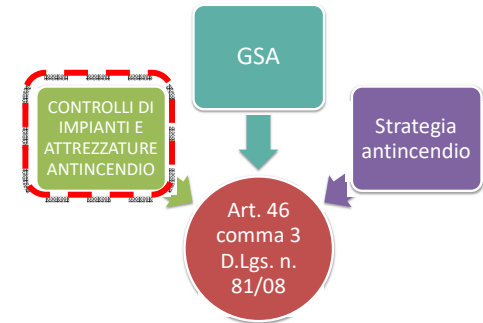 GSA
CONTROLLI DI
IMPIANTI E
ATTREZZATURE
ANTINCENDIO
Strategia
antincendio
Art. 46
comma 3
D.Lgs. n.
81/08